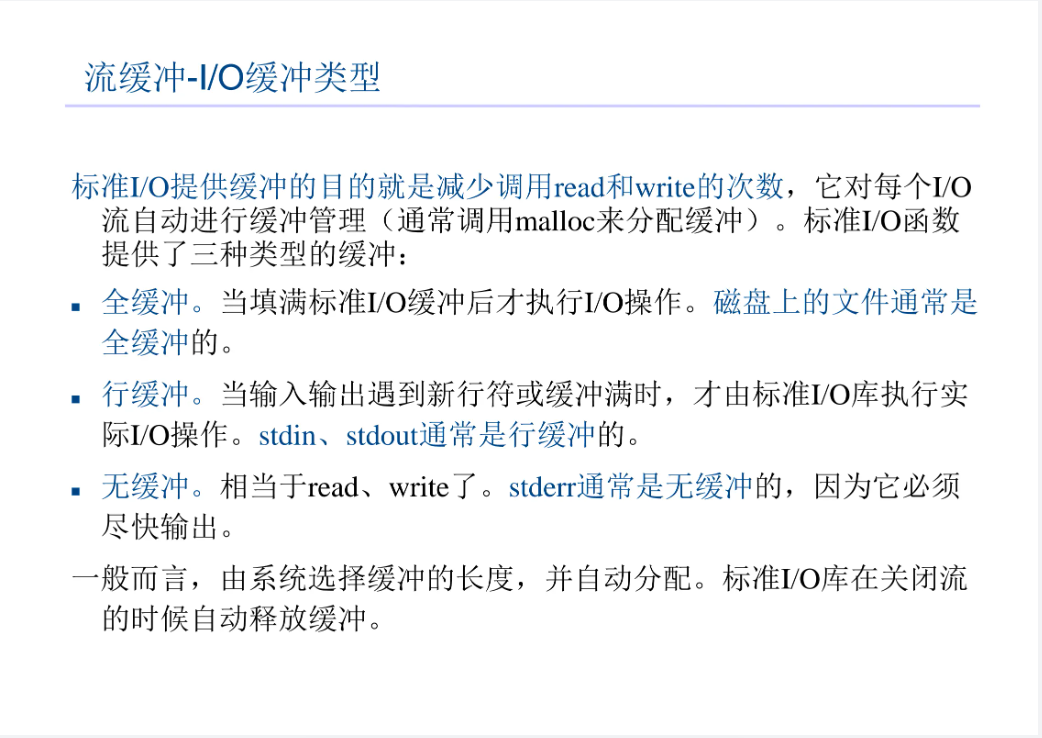 流缓冲-I/O缓冲类型
标准I/O提供缓冲的目的就是减少调用read和write的次数，它对每个I/O
流自动进行缓冲管理（通常调用malloc来分配缓冲）。标准I/O函数
提供了三种类型的缓冲：
▪ 全缓冲。当填满标准I/O缓冲后才执行I/O操作。磁盘上的文件通常是
全缓冲的。
▪ 行缓冲。当输入输出遇到新行符或缓冲满时，才由标准I/O库执行实
际I/O操作。stdin、stdout通常是行缓冲的。
▪ 无缓冲。相当于read、write了。stderr通常是无缓冲的，因为它必须
尽快输出。
一般而言，由系统选择缓冲的长度，并自动分配。标准I/O库在关闭流
的时候自动释放缓冲。